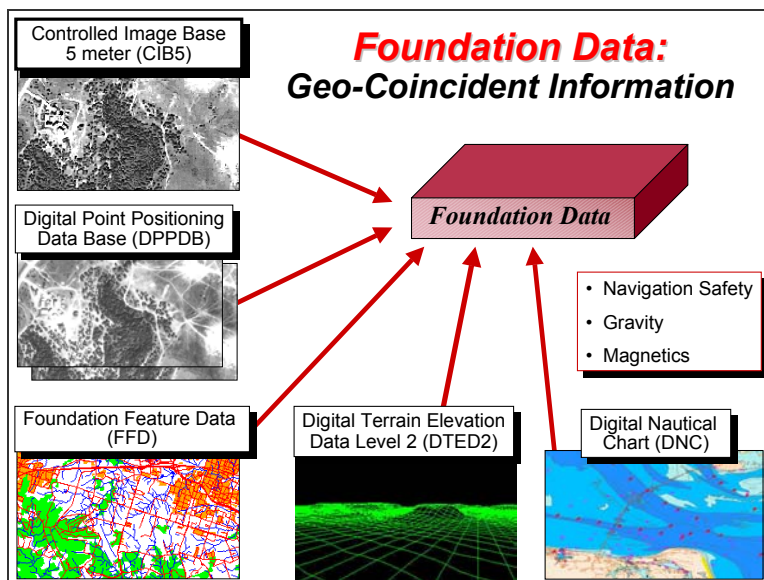 Controlled Image Base
5 meter (CIB5)
Foundation Data:
Geo-Coincident Information
Foundation Data
Digital Point Positioning
Data Base (DPPDB)
• Navigation Safety
• Gravity
• Magnetics
Foundation Feature Data
(FFD)
Digital Terrain Elevation
Data Level 2 (DTED2)
Digital Nautical
Chart (DNC)